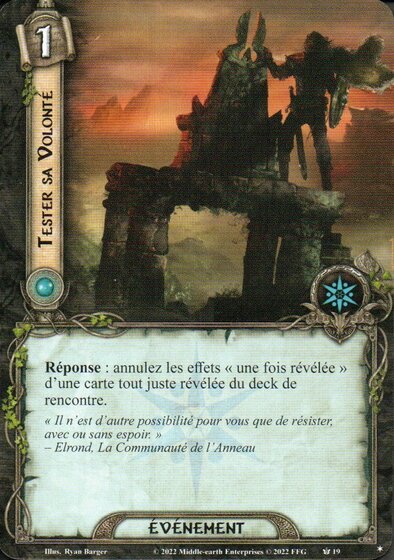 1
TESTER SA VOLONTÉ
Réponse : annulez les effets « une fois révélée »
d'une carte tout juste révélée du deck de
rencontre.
« Il n'est d'autre possibilité pour vous que de résister,
avec ou sans espoir. »
– Elrond, La Communauté de l'Anneau
ÉVÉNEMENT
Illus. Ryan Barger © 2022 Middle-earth Enterprises © 2022 FFG 19